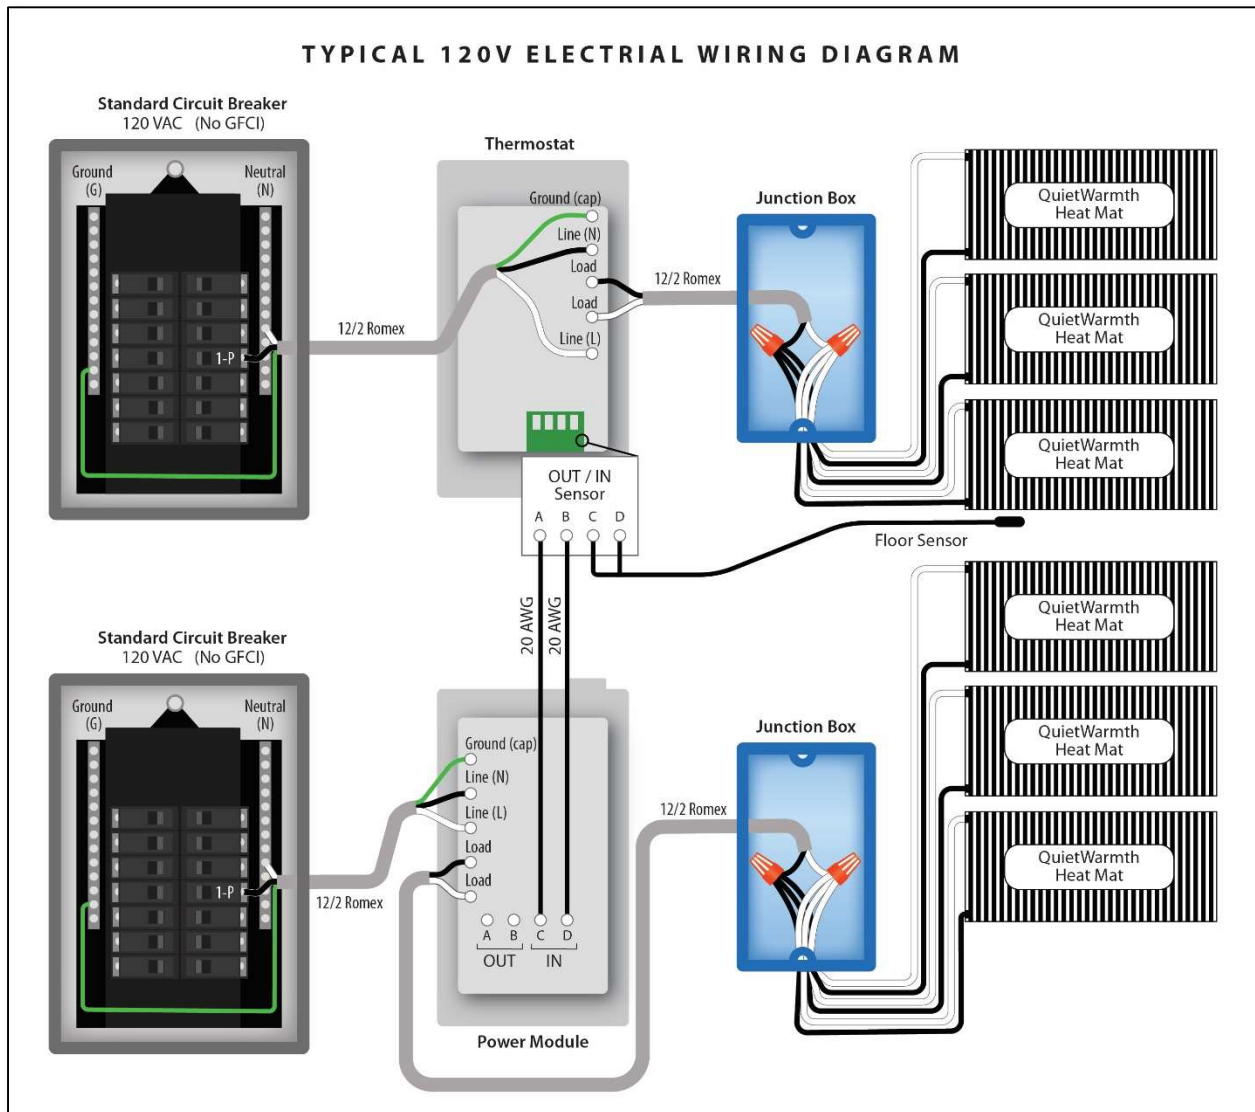 TYPICAL 120V ELECTRIAL WIRING DIAGRAM
Standard Circuit Breaker
120 VAC (No GFCI)
Ground
(G)
Neutral
(N)
1-P
12/2 Romex
Thermostat
Ground (cap)
Line (N)
Load
Load
Line (L)
12/2 Romex
Junction Box
QuietWarmth
Heat Mat
QuietWarmth
Heat Mat
QuietWarmth
Heat Mat
OUT / IN
Sensor
A B C D
Floor Sensor
20 AWG
20 AWG
Standard Circuit Breaker
120 VAC (No GFCI)
Ground
(G)
Neutral
(N)
1-P
12/2 Romex
Ground (cap)
Line (N)
Line (L)
Load
Load
A B C D
OUT IN
Power Module
12/2 Romex
Junction Box
QuietWarmth
Heat Mat
QuietWarmth
Heat Mat
QuietWarmth
Heat Mat